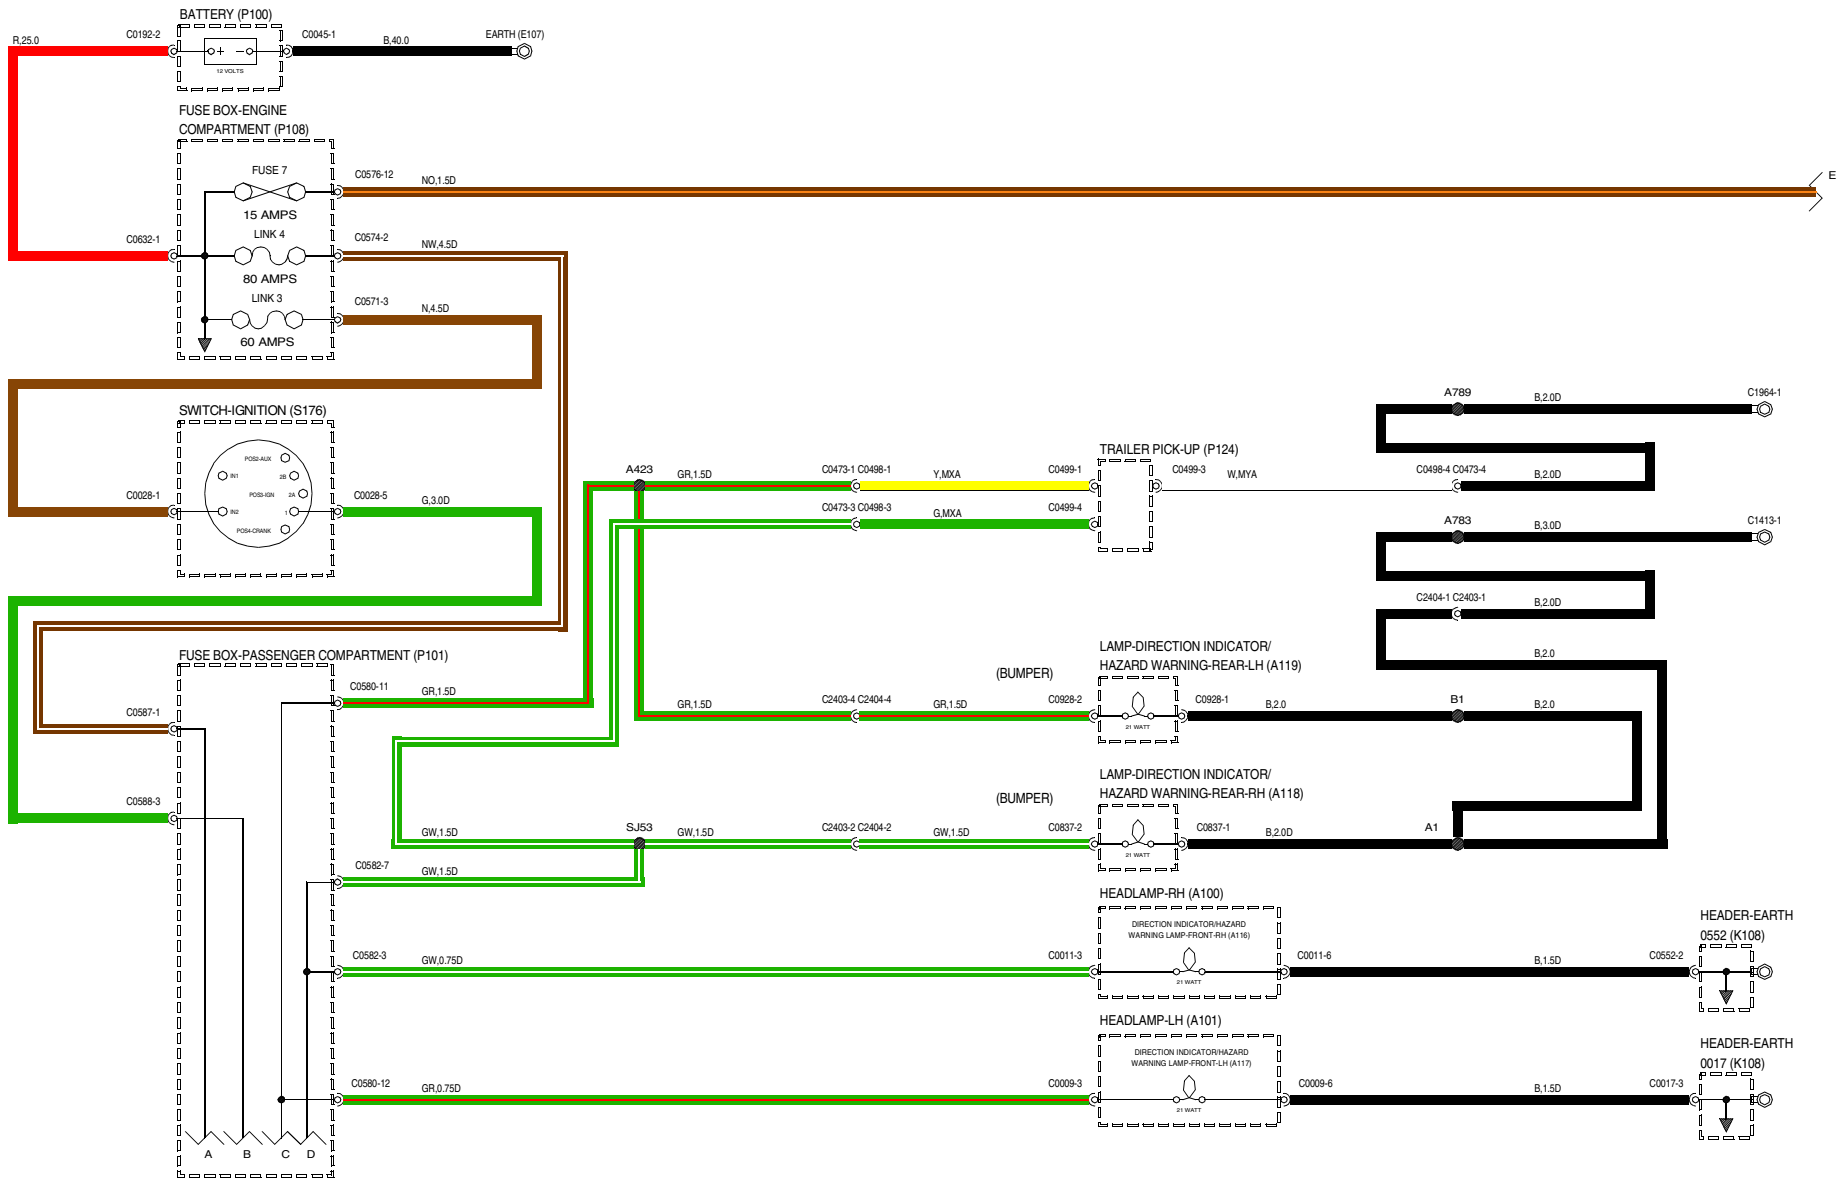 BATTERY (P100)
R,25.0
C0192-2
+ −
12 VOLTS
C0045-1
B,40.0
EARTH (E107)
FUSE BOX-ENGINE
COMPARTMENT (P108)
FUSE 7
15 AMPS
C0576-12
NO,1.5D
E
LINK 4
80 AMPS
C0632-1
C0574-2
NW,4.5D
LINK 3
60 AMPS
C0571-3
N,4.5D
SWITCH-IGNITION (S176)
POS2-AUX
IN1
2B
POS3-IGN
2A
IN2
1
POS4-CRANK
C0028-1
C0028-5
G,3.0D
A423
GR,1.5D
C0473-1 C0498-1
Y,MXA
C0499-1
TRAILER PICK-UP (P124)
C0499-3
W,MYA
C0498-4 C0473-4
B,2.0D
A789
B,2.0D
C1964-1
C0473-3 C0498-3
G,MXA
C0499-4
A783
B,3.0D
C1413-1
C2404-1 C2403-1
B,2.0D
B,2.0
FUSE BOX-PASSENGER COMPARTMENT (P101)
C0587-1
C0588-3
C0580-11
GR,1.5D
GR,1.5D
C2403-4 C2404-4
GR,1.5D
(BUMPER)
C0928-2
LAMP-DIRECTION INDICATOR/
HAZARD WARNING-REAR-LH (A119)
21 WATT
C0928-1
B,2.0
B1
B,2.0
GW,1.5D
SJ53
GW,1.5D
C2403-2 C2404-2
GW,1.5D
(BUMPER)
C0837-2
LAMP-DIRECTION INDICATOR/
HAZARD WARNING-REAR-RH (A118)
21 WATT
C0837-1
B,2.0D
A1
C0582-7
GW,1.5D
C0582-3
GW,0.75D
C0011-3
HEADLAMP-RH (A100)
DIRECTION INDICATOR/HAZARD
WARNING LAMP-FRONT-RH (A116)
21 WATT
C0011-6
B,1.5D
C0552-2
HEADER-EARTH
0552 (K108)
C0580-12
GR,0.75D
C0009-3
HEADLAMP-LH (A101)
DIRECTION INDICATOR/HAZARD
WARNING LAMP-FRONT-LH (A117)
21 WATT
C0009-6
B,1.5D
C0017-3
HEADER-EARTH
0017 (K108)
A B C D